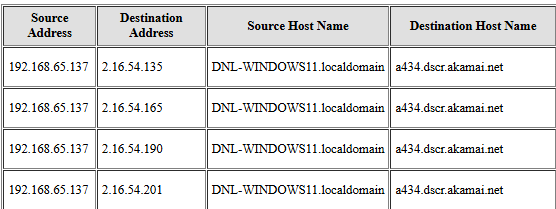 Source Address Destination Address Source Host Name Destination Host Name
192.168.65.137 2.16.54.135 DNL-WINDOWS11.localdomain a434.dscr.akamai.net
192.168.65.137 2.16.54.165 DNL-WINDOWS11.localdomain a434.dscr.akamai.net
192.168.65.137 2.16.54.190 DNL-WINDOWS11.localdomain a434.dscr.akamai.net
192.168.65.137 2.16.54.201 DNL-WINDOWS11.localdomain a434.dscr.akamai.net